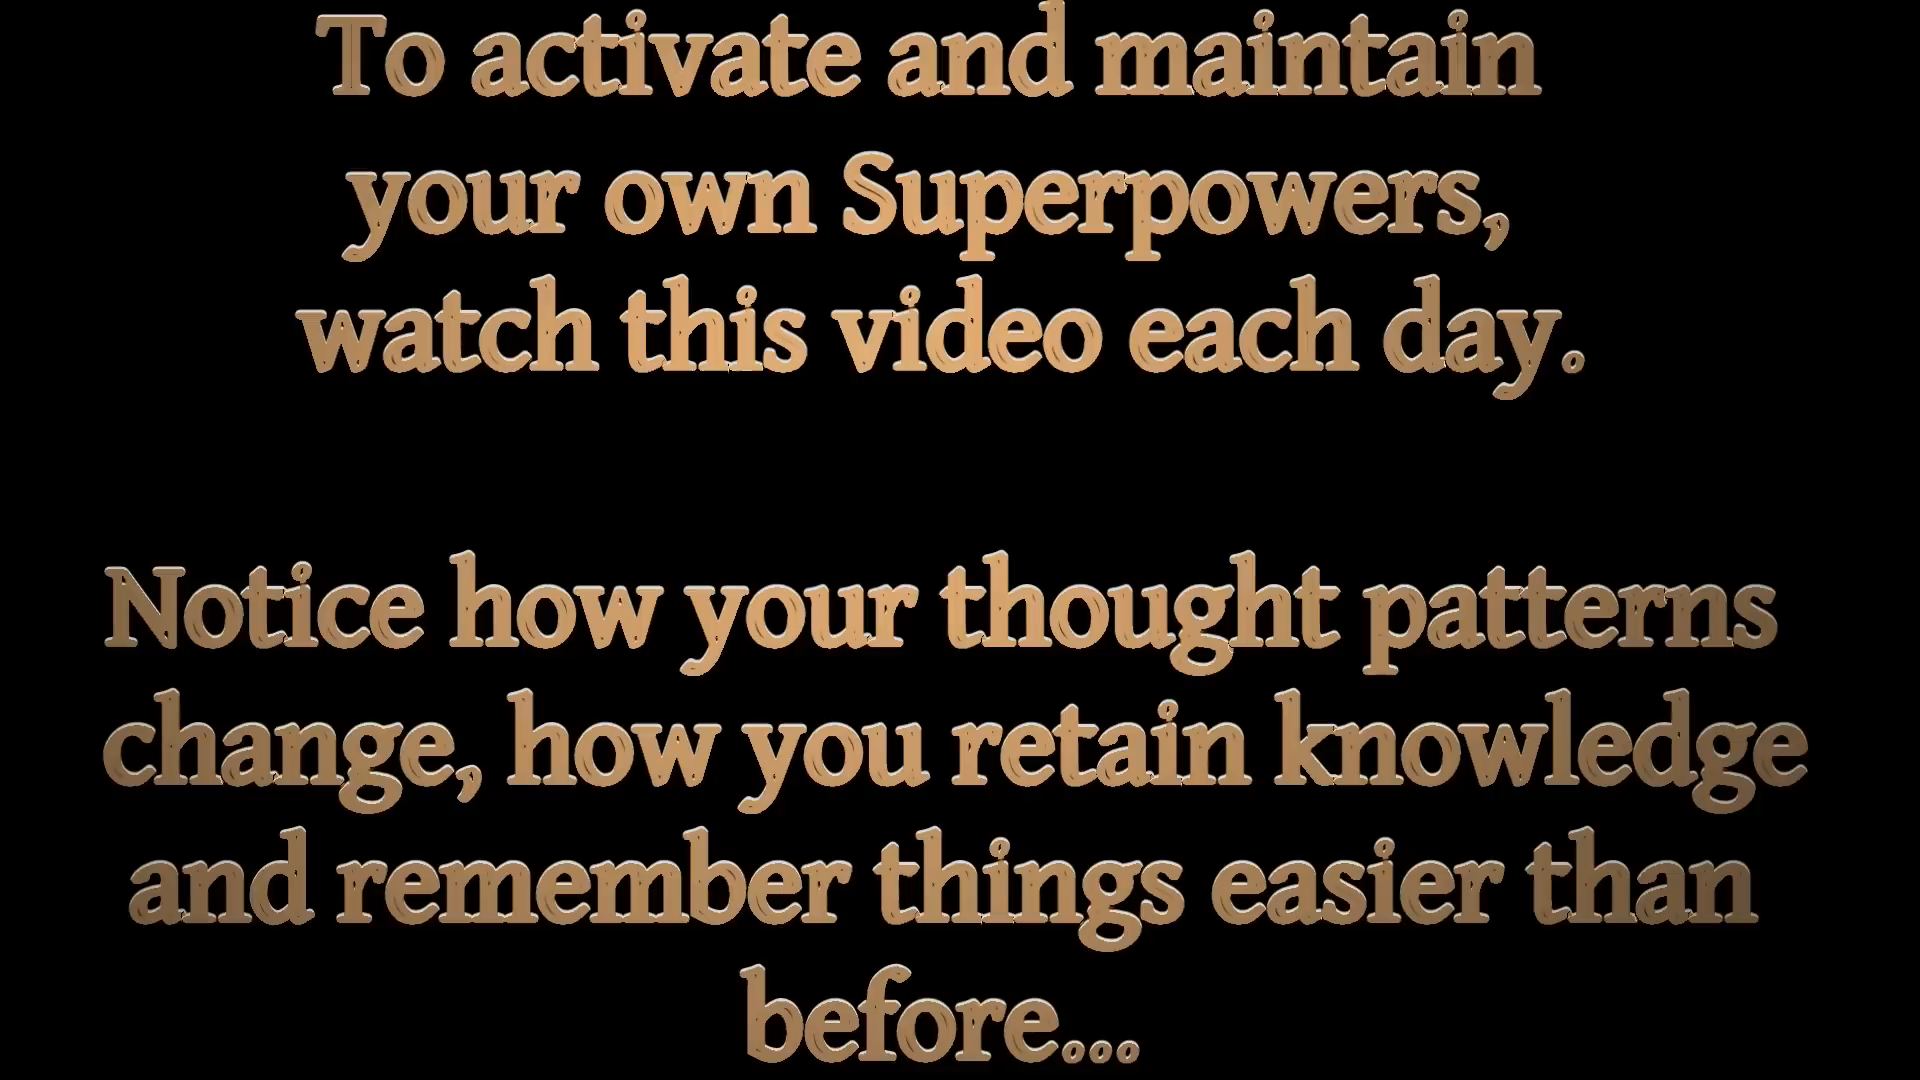 To activate and maintain
your own Superpowers,
watch this video each day.
Notice how your thought patterns
change, how you retain knowledge
and remember things easier than
before...